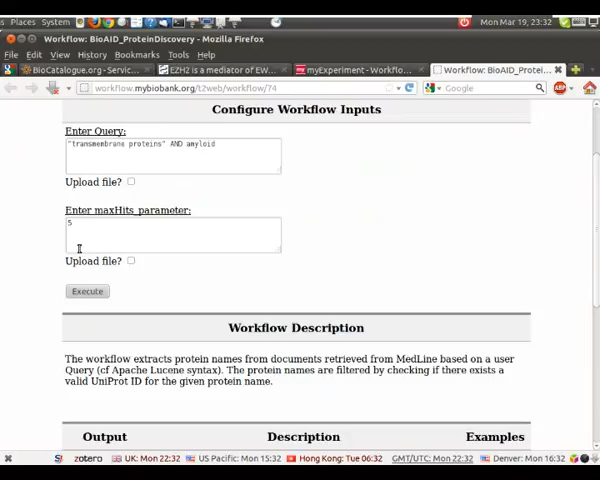 Places System Mon Mar 19, 23:32
Workflow: BioAID_ProteinDiscovery - Mozilla Firefox
File Edit View History Bookmarks Tools Help
BioCatalogue.org - Servic... EZH2 is a mediator of EW... myExperiment - Workflo... Workflow: BioAID_Protei...
workflow.mybiobank.org/t2web/workflow/74 Google
Configure Workflow Inputs
Enter Query:
"transmembrane proteins" AND amyloid
Upload file?
Enter maxHits_parameter:
5
Upload file?
Execute
Workflow Description
The workflow extracts protein names from documents retrieved from MedLine based on a user
Query (cf Apache Lucene syntax). The protein names are filtered by checking if there exists a
valid UniProt ID for the given protein name.
Output Description Examples
zotero UK: Mon 22:32 US Pacific: Mon 15:32 Hong Kong: Tue 06:32 GMT/UTC: Mon 22:32 Denver: Mon 16:32